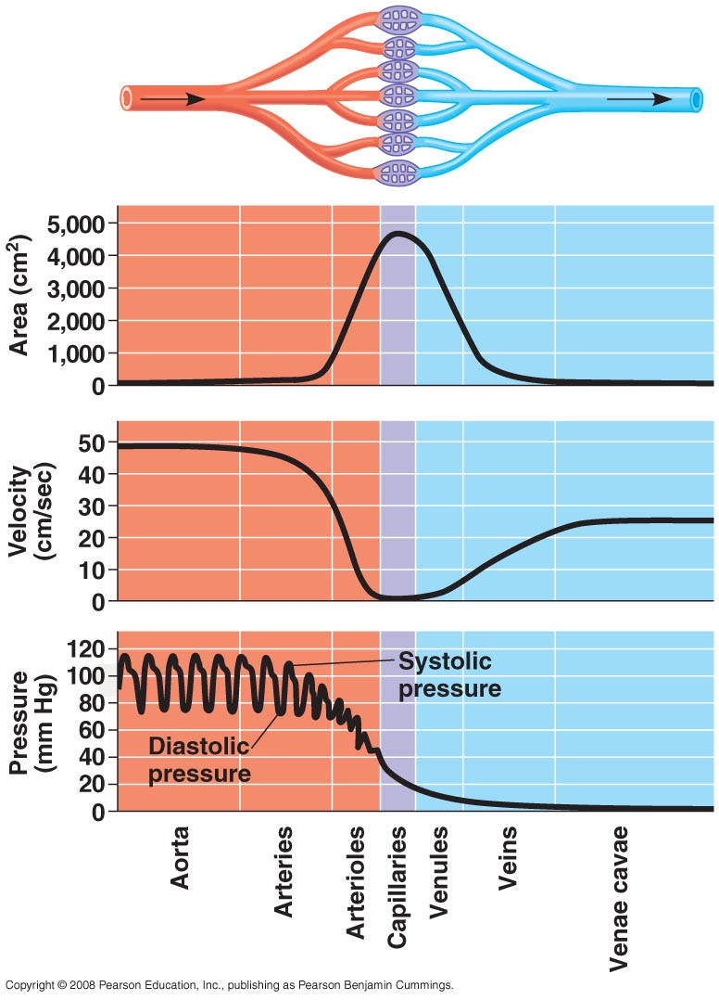 5,000
4,000
3,000
2,000
1,000
0
Area (cm²)
50
40
30
20
10
0
Velocity
(cm/sec)
120
100
80
60
40
20
0
Pressure
(mm Hg)
Systolic
pressure
Diastolic
pressure
Aorta
Arteries
Arterioles
Capillaries
Venules
Veins
Venae cavae
Copyright © 2008 Pearson Education, Inc., publishing as Pearson Benjamin Cummings.